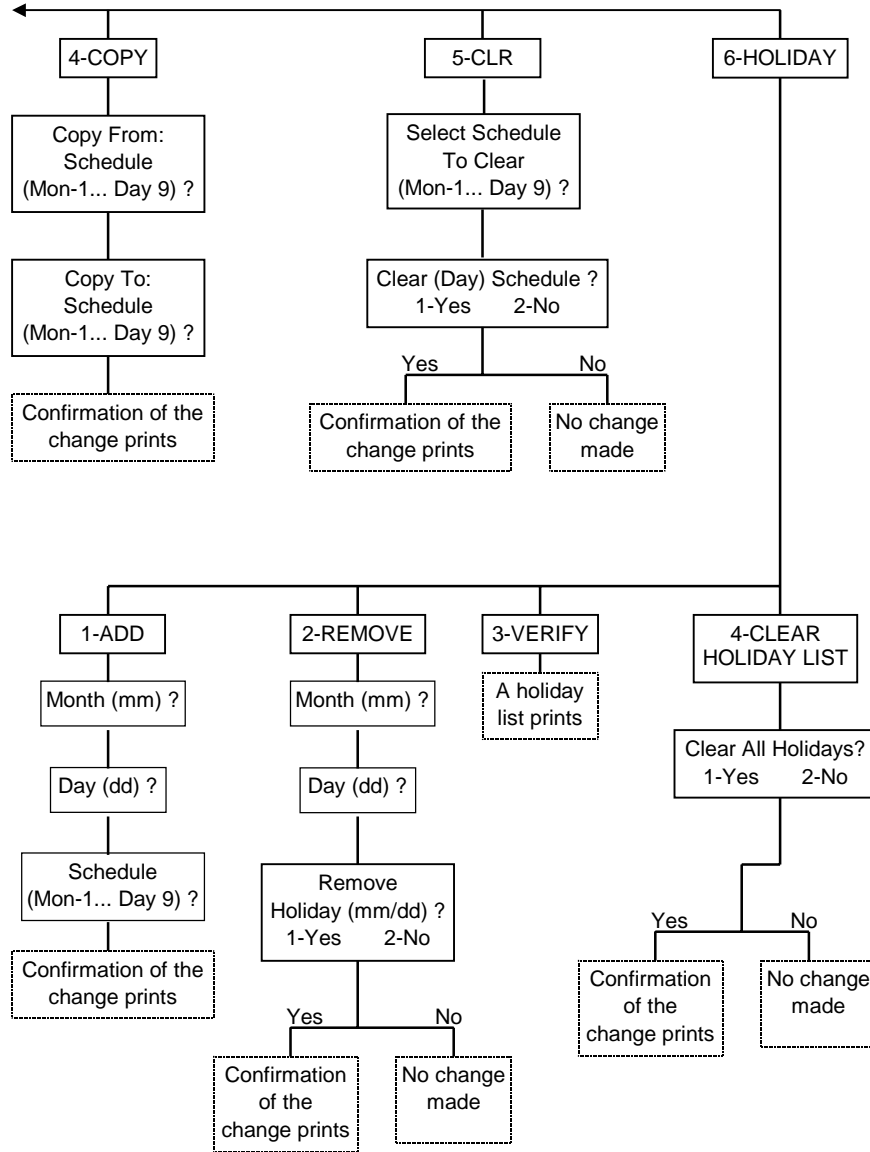 4-COPY
5-CLR
6-HOLIDAY
Copy From:
Schedule
(Mon-1... Day 9) ?
Select Schedule
To Clear
(Mon-1... Day 9) ?
Copy To:
Schedule
(Mon-1... Day 9) ?
Clear (Day) Schedule ?
1-Yes 2-No
Yes
No
Confirmation of the
change prints
Confirmation of the
change prints
No change
made
1-ADD
2-REMOVE
3-VERIFY
4-CLEAR
HOLIDAY LIST
Month (mm) ?
Month (mm) ?
A holiday
list prints
Clear All Holidays?
1-Yes 2-No
Day (dd) ?
Day (dd) ?
Schedule
(Mon-1... Day 9) ?
Remove
Holiday (mm/dd) ?
1-Yes 2-No
Yes
No
Confirmation of the
change prints
Confirmation
of the
change prints
No change
made
Yes
No
Confirmation
of the
change prints
No change
made